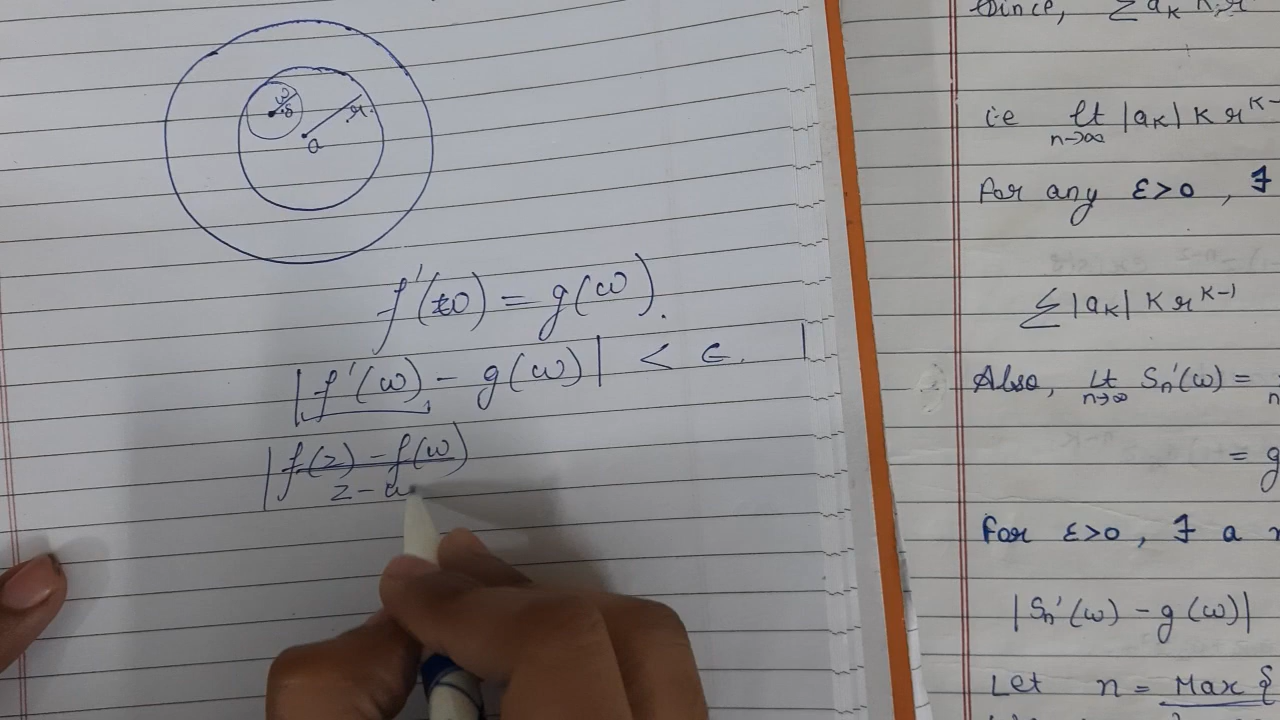 ω
δ
r
a
f'(ω) = g(ω).
|f'(ω) - g(ω)| < ε. |
|f(z) - f(ω)
z - ω
Since, Σ aₖ K r
i.e lt |aₖ| K r^{K-
n→∞
For any ε>0, ∃
Σ |aₖ| K r^{K-1}
Also, Lt Sₙ'(ω) =
n→∞ n
= g
For ε>0, ∃ a
|Sₙ'(ω) - g(ω)|
Let n = Max {